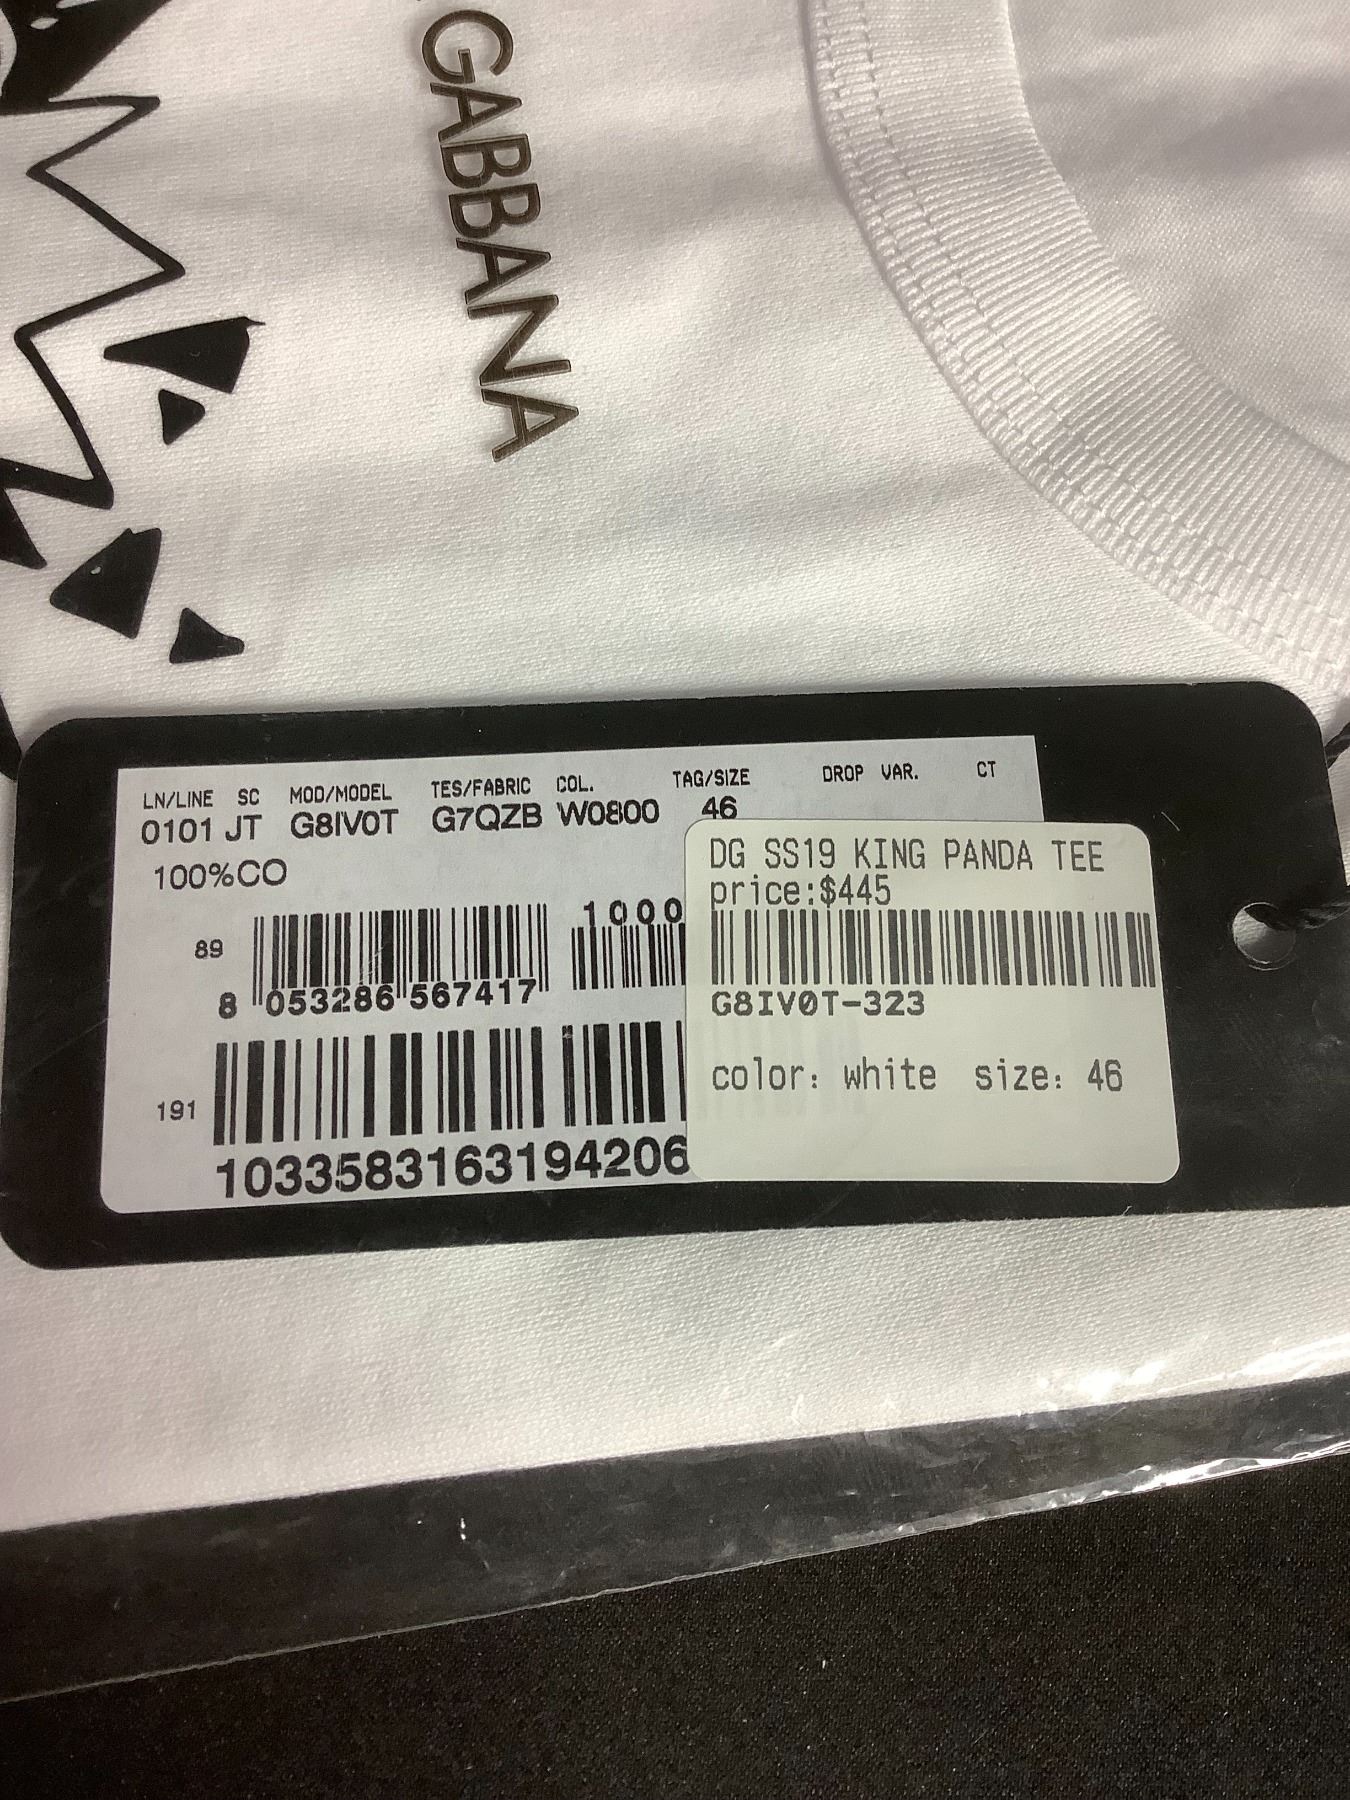 GABBANA
LN/LINE SC MOD/MODEL TES/FABRIC COL. TAG/SIZE DROP VAR. CT
0101 JT G8IV0T G7QZB W0800 46
100%CO
89
1000
8 053286 567417
191
1033583163194206
DG SS19 KING PANDA TEE
price:$445
G8IV0T-323
color: white size: 46